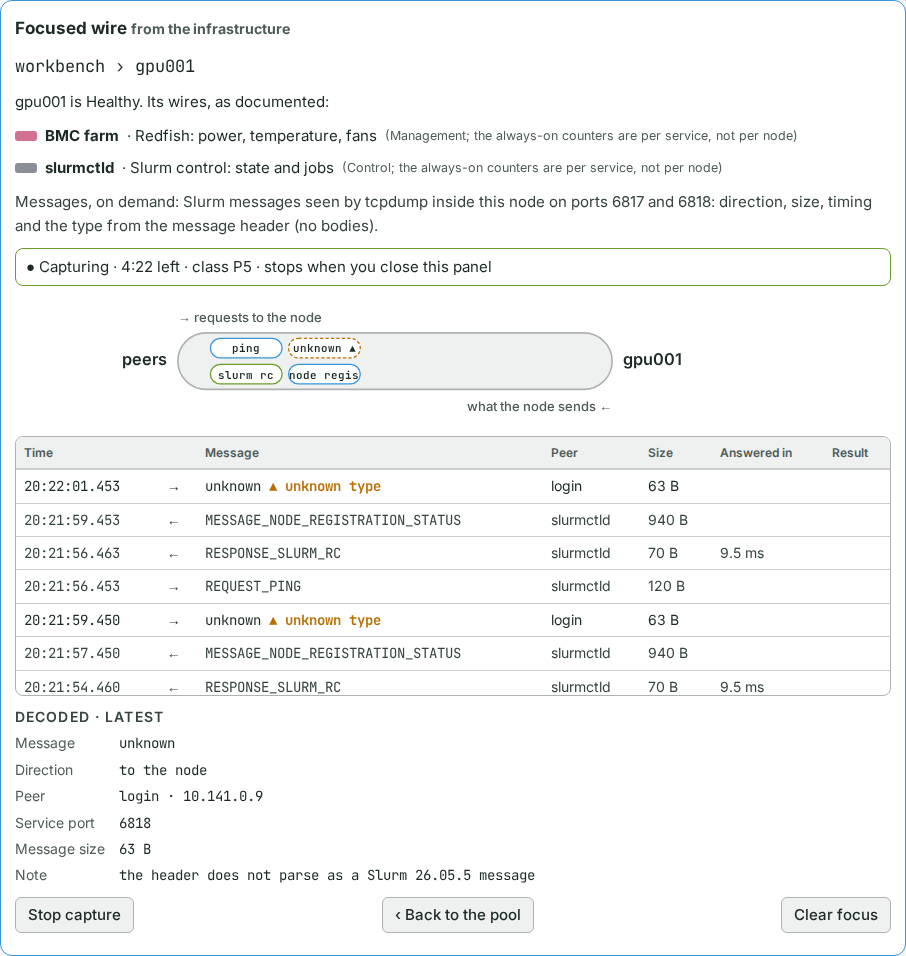 Focused wire from the infrastructure
workbench › gpu001
gpu001 is Healthy. Its wires, as documented:
BMC farm · Redfish: power, temperature, fans (Management; the always-on counters are per service, not per node)
slurmctld · Slurm control: state and jobs (Control; the always-on counters are per service, not per node)
Messages, on demand: Slurm messages seen by tcpdump inside this node on ports 6817 and 6818: direction, size, timing
and the type from the message header (no bodies).
● Capturing · 4:22 left · class P5 · stops when you close this panel
→ requests to the node
ping unknown ▲
peers gpu001
slurm rc node regis
what the node sends ←
Time Message Peer Size Answered in Result
20:22:01.453 → unknown ▲ unknown type login 63 B
20:21:59.453 ← MESSAGE_NODE_REGISTRATION_STATUS slurmctld 940 B
20:21:56.463 ← RESPONSE_SLURM_RC slurmctld 70 B 9.5 ms
20:21:56.453 → REQUEST_PING slurmctld 120 B
20:21:59.450 → unknown ▲ unknown type login 63 B
20:21:57.450 ← MESSAGE_NODE_REGISTRATION_STATUS slurmctld 940 B
20:21:54.460 ← RESPONSE_SLURM_RC slurmctld 70 B 9.5 ms
DECODED · LATEST
Message unknown
Direction to the node
Peer login · 10.141.0.9
Service port 6818
Message size 63 B
Note the header does not parse as a Slurm 26.05.5 message
Stop capture ‹ Back to the pool Clear focus